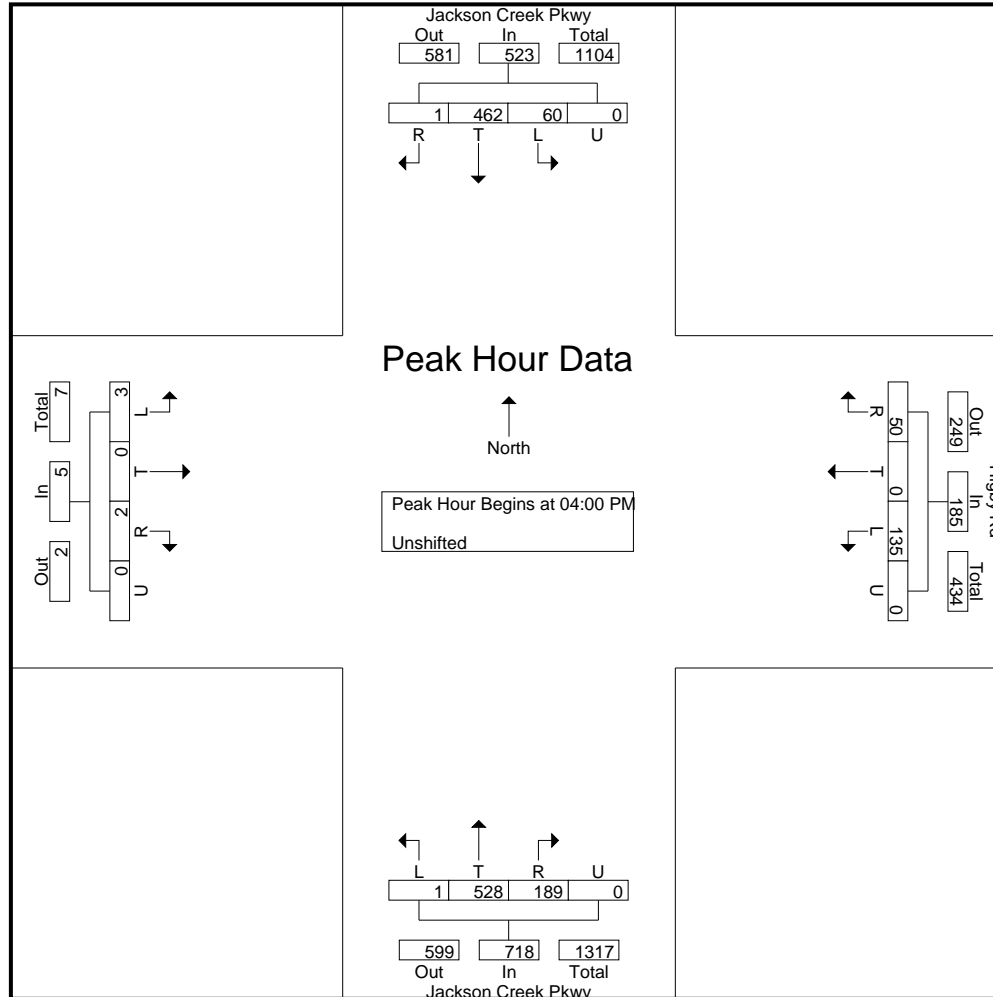 Jackson Creek Pkwy
Out In Total
581 523 1104
1 462 60 0
R T L U
Peak Hour Data
North
Peak Hour Begins at 04:00 PM
Unshifted
Total In Out
7 5 2
3 0 2 0
L T R U
Out In Total
249 185 434
50 0 135 0
R T L U
L T R U
1 528 189 0
599 718 1317
Out In Total
Jackson Creek Pkwy